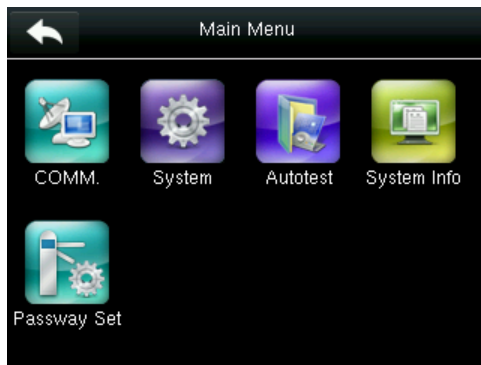 Main Menu
COMM.
System
Autotest
System Info
Passway Set